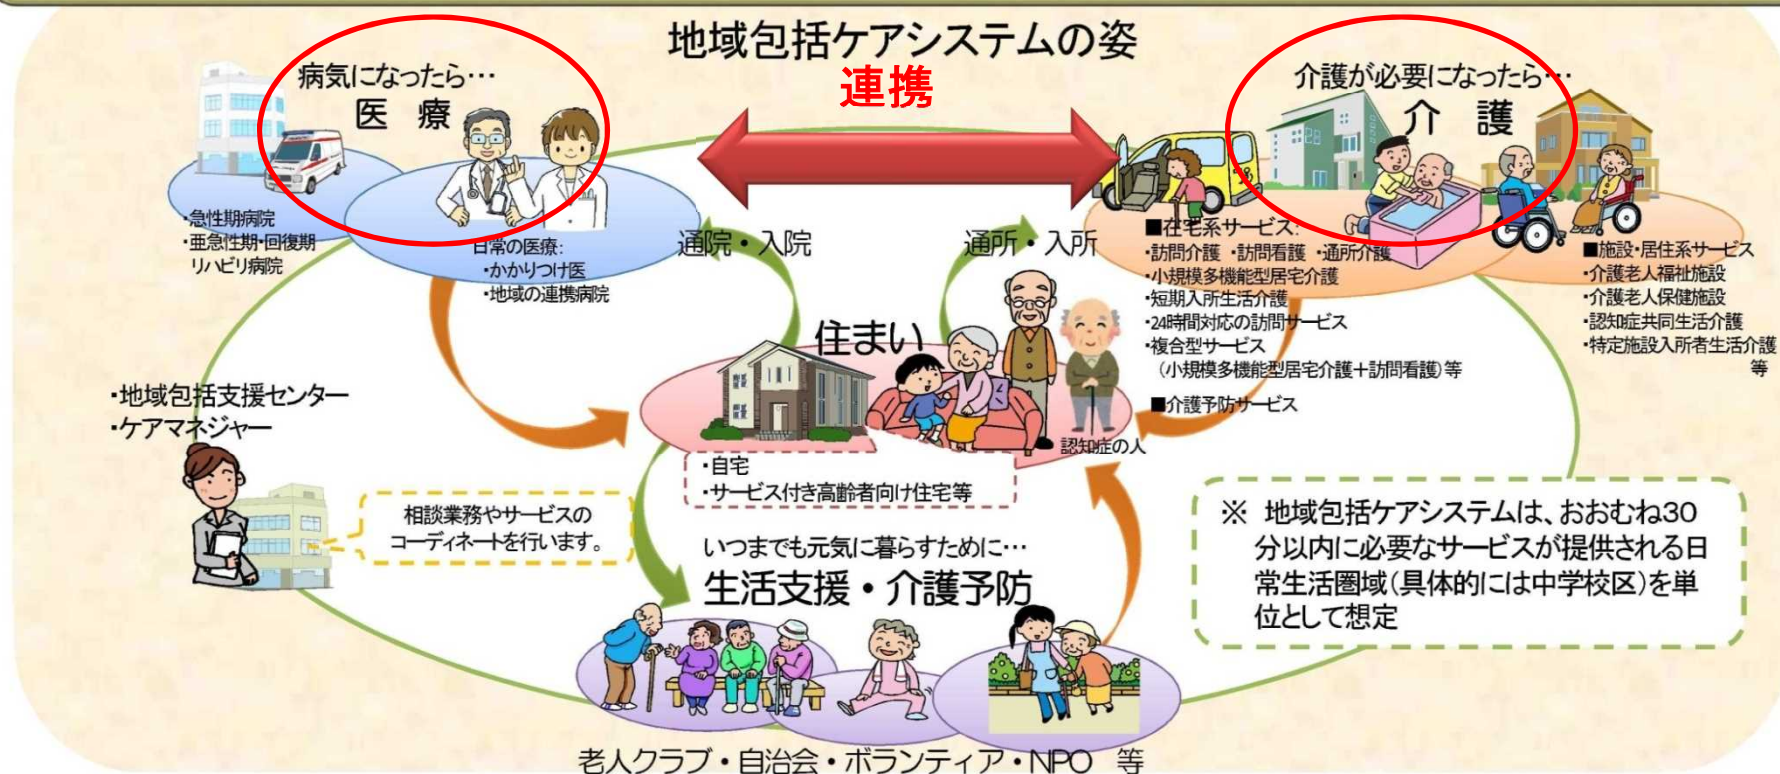 地域包括ケアシステムの姿
連携
病気になったら…
医 療
・急性期病院
・亜急性期・回復期
リハビリ病院
日常の医療：
・かかりつけ医
・地域の連携病院
通院・入院
通所・入所
介護が必要になったら…
介 護
■在宅系サービス：
・訪問介護 ・訪問看護 ・通所介護
・小規模多機能型居宅介護
・短期入所生活介護
・24時間対応の訪問サービス
・複合型サービス
（小規模多機能型居宅介護＋訪問看護）等
■介護予防サービス
■施設・居住系サービス
・介護老人福祉施設
・介護老人保健施設
・認知症共同生活介護
・特定施設入所者生活介護
等
住まい
認知症の人
・自宅
・サービス付き高齢者向け住宅等
・地域包括支援センター
・ケアマネジャー
相談業務やサービスの
コーディネートを行います。
いつまでも元気に暮らすために…
生活支援・介護予防
老人クラブ・自治会・ボランティア・NPO 等
※ 地域包括ケアシステムは、おおむね30
分以内に必要なサービスが提供される日
常生活圏域（具体的には中学校区）を単
位として想定